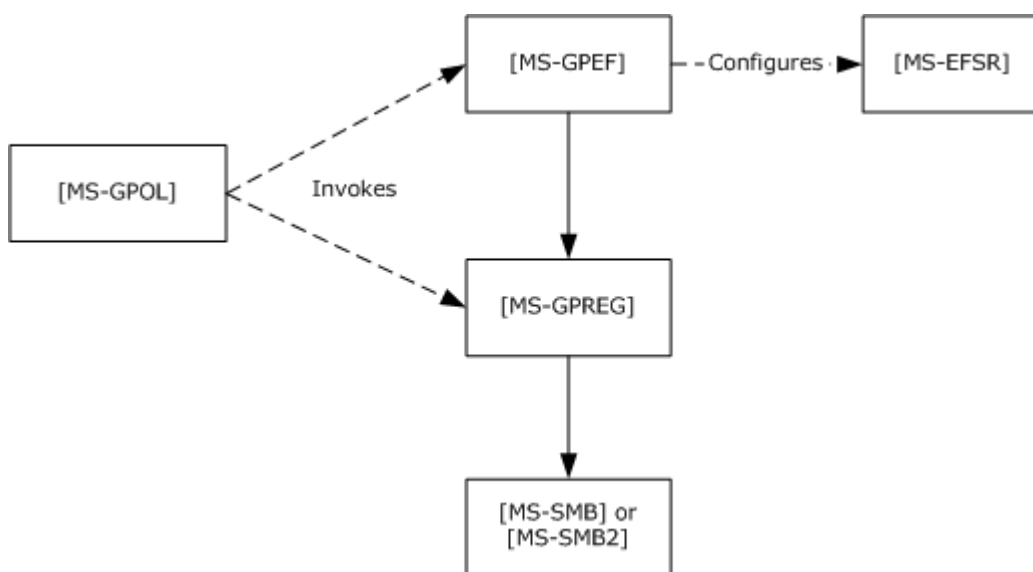 [MS-GPEF]
Configures
[MS-EFSR]
[MS-GPOL]
Invokes
[MS-GPREG]
[MS-SMB] or
[MS-SMB2]